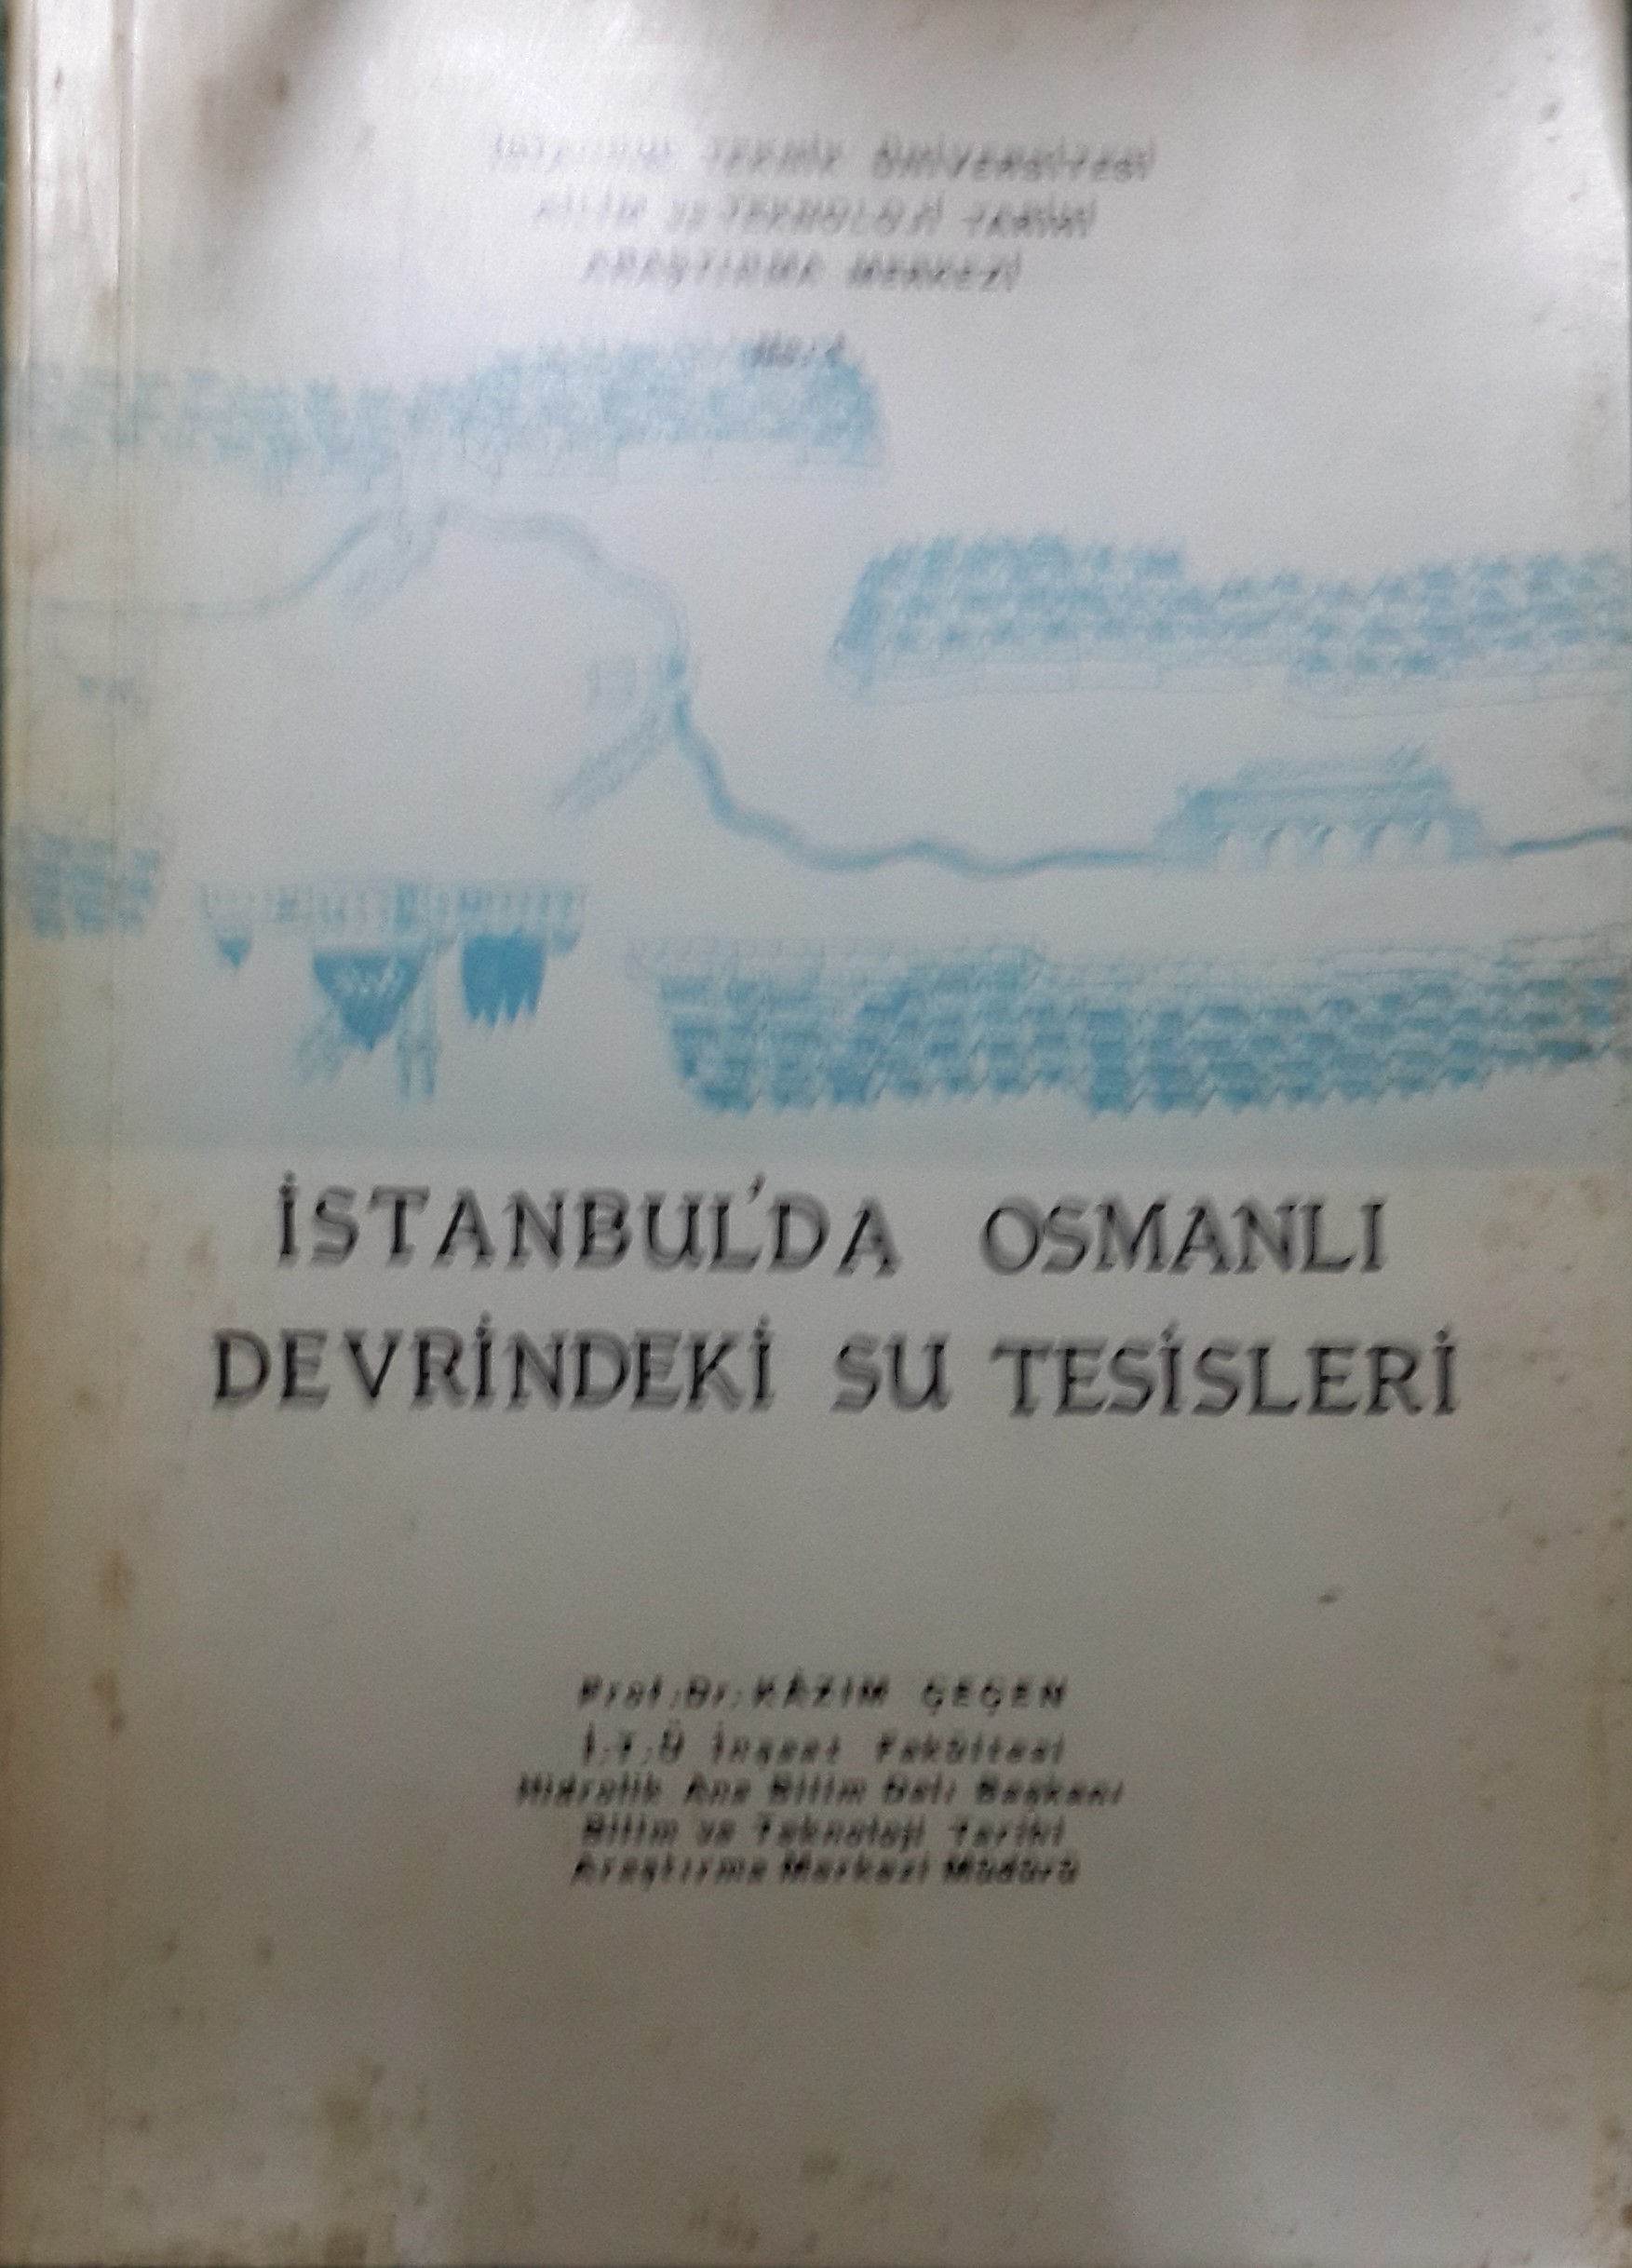 İSTANBUL TEKNİK ÜNİVERSİTESİ
BİLİM ve TEKNOLOJİ TARİHİ
ARAŞTIRMA MERKEZİ
İSTANBUL'DA OSMANLI
DEVRİNDEKİ SU TESİSLERİ
Prof.Dr.KÂZIM ÇEÇEN
İ.T.Ü İnşaat Fakültesi
Hidrolik Ana Bilim Dalı Başkanı
Bilim ve Teknoloji Tarihi
Araştırma Merkezi Müdürü